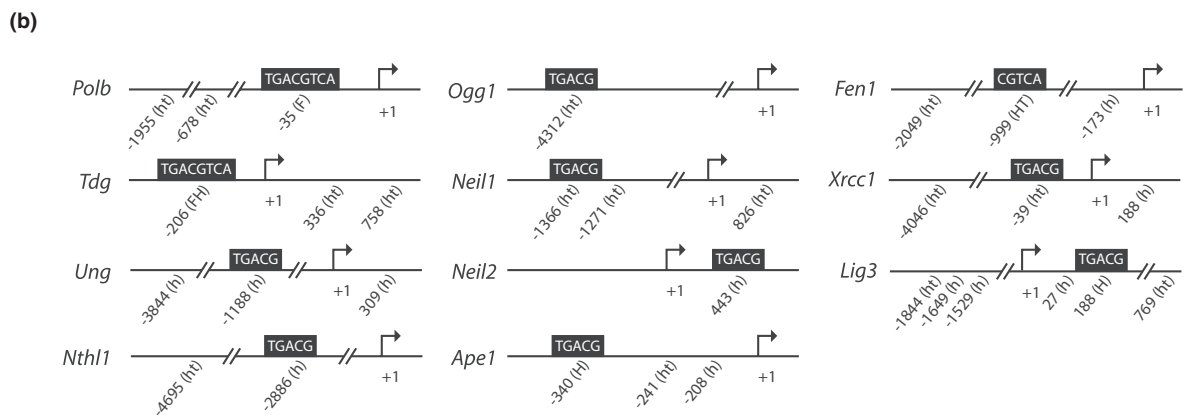 (b)
Polb
TGACGTCA
-1955 (ht)
-678 (ht)
-35 (F)
+1
Ogg1
TGACG
-4312 (ht)
+1
Fen1
CGTCA
-2049 (ht)
-999 (HT)
-173 (h)
+1
Tdg
TGACGTCA
-206 (FH)
+1
336 (ht)
758 (ht)
Neil1
TGACG
-1366 (ht)
-1271 (ht)
+1
826 (ht)
Xrcc1
TGACG
-4046 (ht)
-39 (ht)
+1
188 (h)
Ung
TGACG
-3844 (h)
-1188 (h)
+1
309 (h)
Neil2
TGACG
+1
443 (h)
Lig3
TGACG
-1844 (ht)
-1649 (h)
-1529 (h)
+1
27 (h)
188 (H)
769 (ht)
Nthl1
TGACG
-4695 (ht)
-2886 (h)
+1
Ape1
TGACG
-340 (H)
-241 (ht)
-208 (h)
+1